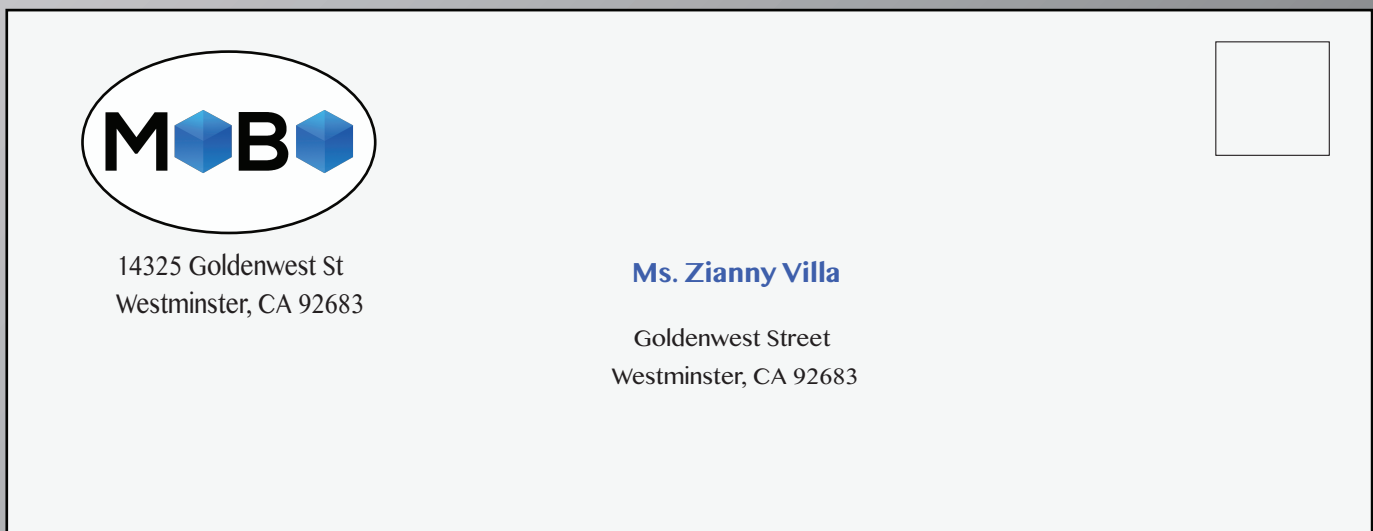 MOBO
14325 Goldenwest St
Westminster, CA 92683
Ms. Zianny Villa
Goldenwest Street
Westminster, CA 92683